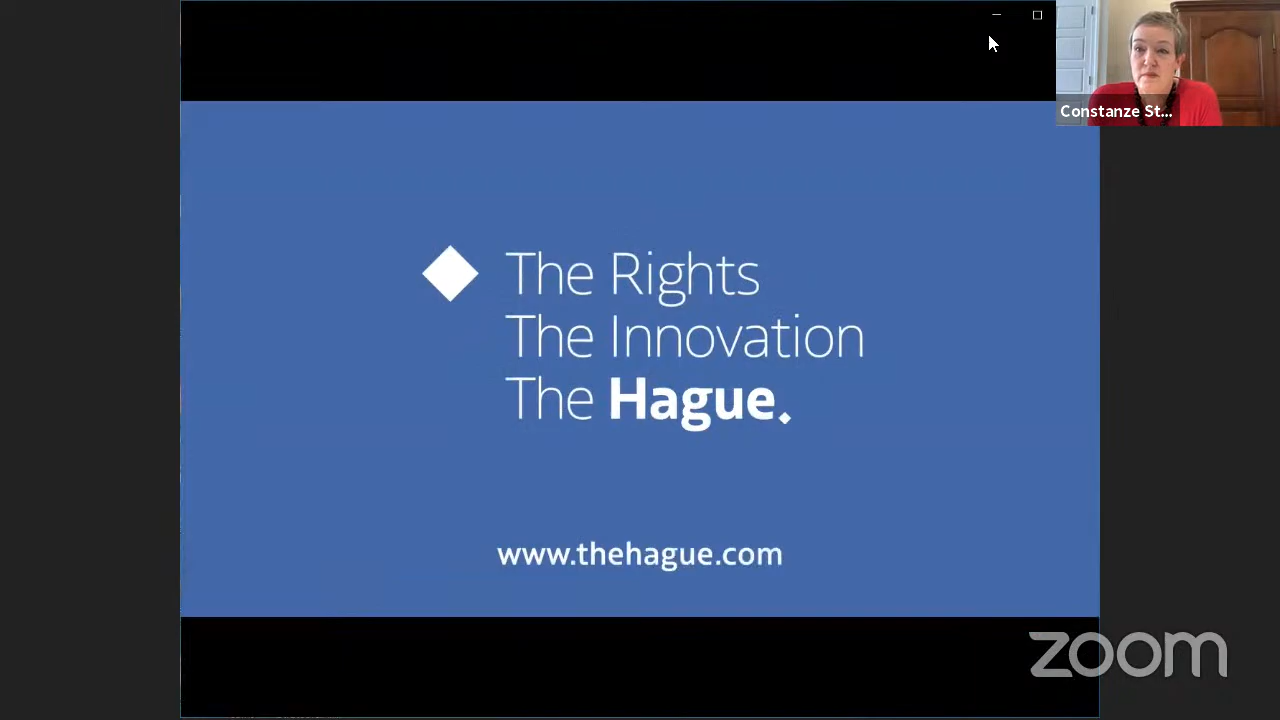 Constanze St...
The Rights
The Innovation
The Hague.
www.thehague.com
zoom